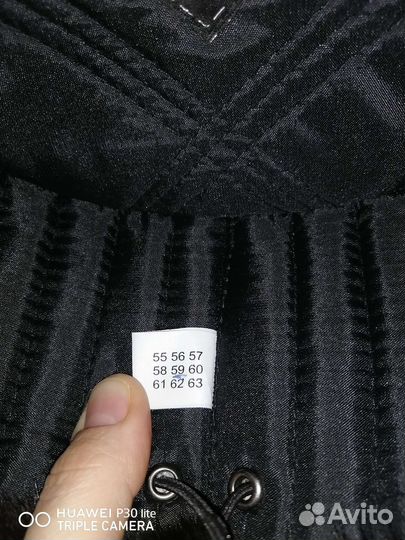 55 56 57
58 59 60
61 62 63
HUAWEI P30 lite
TRIPLE CAMERA
Avito